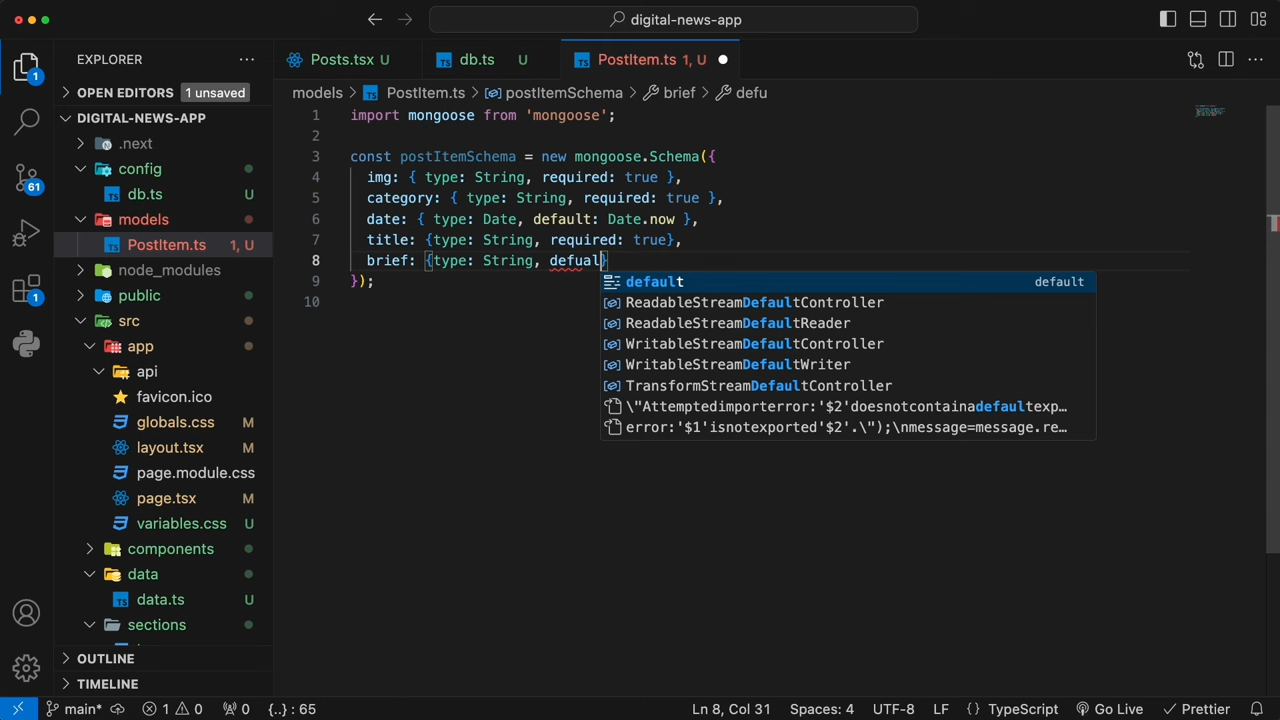 digital-news-app
EXPLORER
Posts.tsx U
db.ts U
PostItem.ts 1, U
OPEN EDITORS 1 unsaved
models > PostItem.ts > postItemSchema > brief > defu
DIGITAL-NEWS-APP
.next
config
db.ts U
models
PostItem.ts 1, U
node_modules
public
src
app
api
favicon.ico
globals.css M
layout.tsx M
page.module.css
page.tsx M
variables.css U
components
data
data.ts U
sections
OUTLINE
TIMELINE
1
61
1
1 import mongoose from 'mongoose';
2
3 const postItemSchema = new mongoose.Schema({
4 img: { type: String, required: true },
5 category: { type: String, required: true },
6 date: { type: Date, default: Date.now },
7 title: {type: String, required: true},
8 brief: {type: String, defual}
9 });
10
default default
ReadableStreamDefaultController
ReadableStreamDefaultReader
WritableStreamDefaultController
WritableStreamDefaultWriter
TransformStreamDefaultController
\"Attemptedimporterror:'$2'doesnotcontainadefaultexp…
error:'$1'isnotexported'$2'.\");\nmessage=message.re…
main* 1 0 0 {..} : 65 Ln 8, Col 31 Spaces: 4 UTF-8 LF {} TypeScript Go Live Prettier